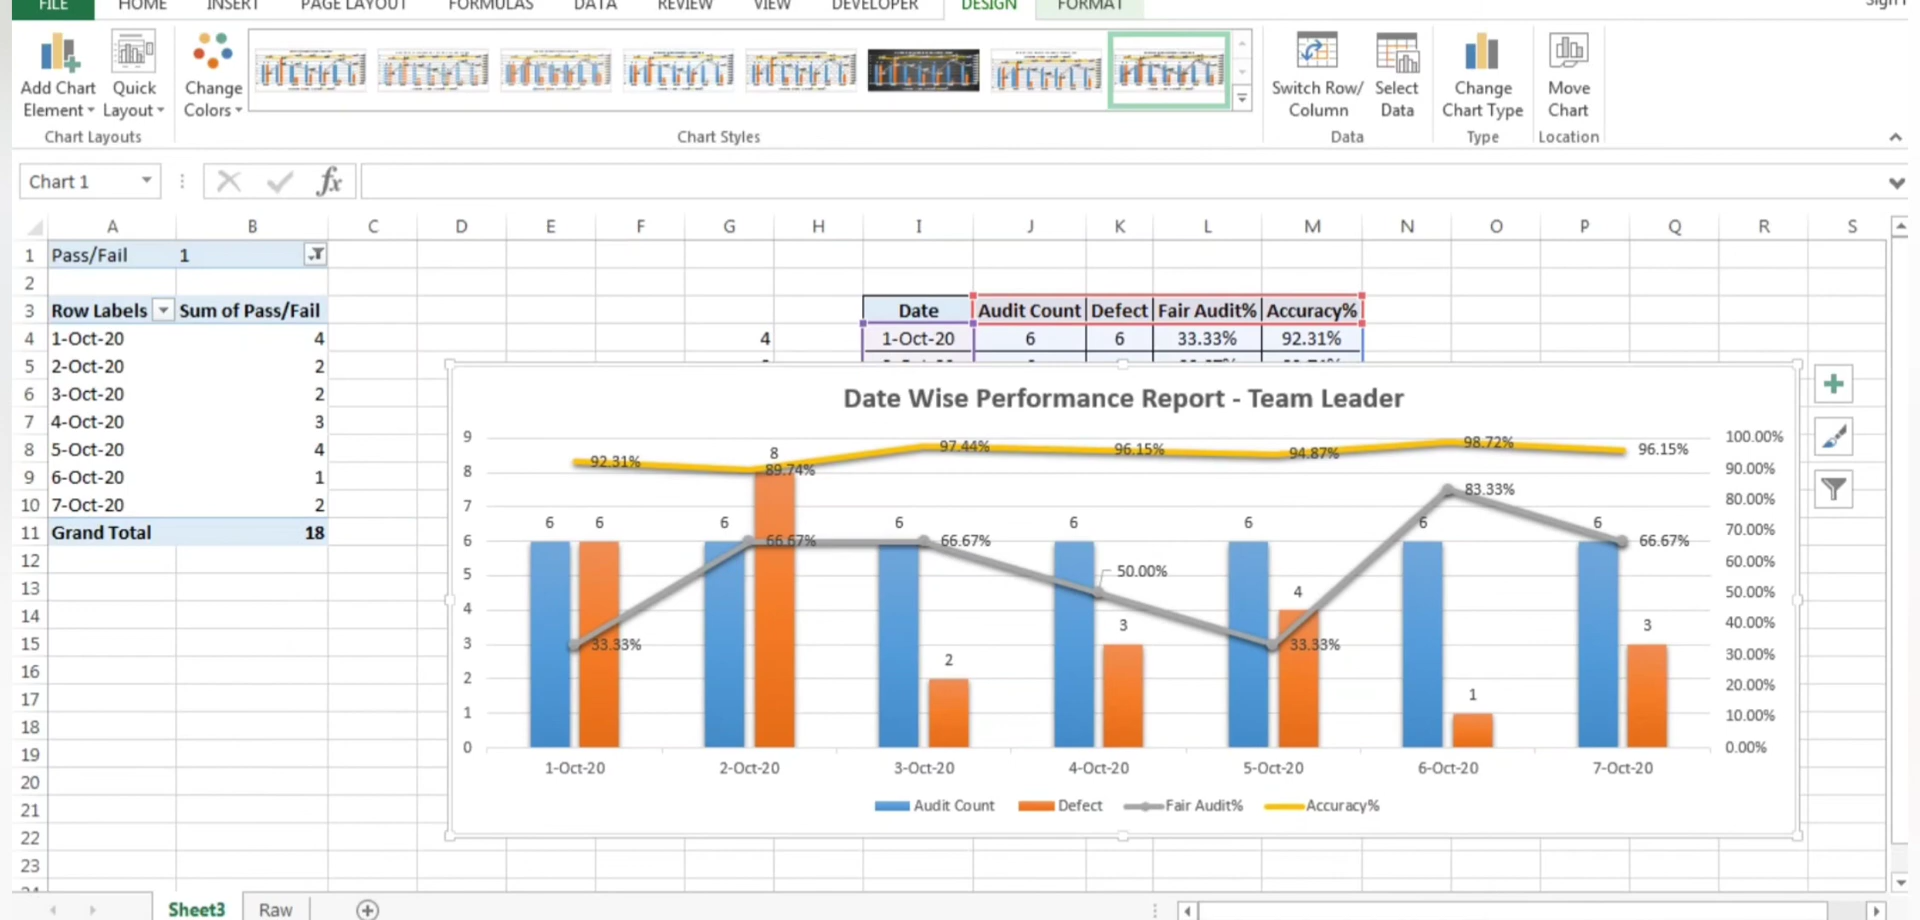 FILE HOME INSERT PAGE LAYOUT FORMULAS DATA REVIEW VIEW DEVELOPER DESIGN FORMAT
Add Chart Element Quick Layout Change Colors Switch Row/ Column Select Data Change Chart Type Move Chart
Chart Layouts Chart Styles Data Type Location
Chart 1 fx
A B C D E F G H I J K L M N O P Q R S
1 Pass/Fail 1
2
3 Row Labels Sum of Pass/Fail Date Audit Count Defect Fair Audit% Accuracy%
4 1-Oct-20 4 4 1-Oct-20 6 6 33.33% 92.31%
5 2-Oct-20 2
6 3-Oct-20 2
7 4-Oct-20 3
8 5-Oct-20 4
9 6-Oct-20 1
10 7-Oct-20 2
11 Grand Total 18
12
13
14
15
16
17
18
19
20
21
22
23
Date Wise Performance Report - Team Leader
9
8
7
6
5
4
3
2
1
0
92.31% 89.74% 97.44% 96.15% 94.87% 98.72% 96.15%
33.33% 66.67% 66.67% 50.00% 33.33% 83.33% 66.67%
6 6 6 8 6 2 6 3 6 4 6 1 6 3
100.00%
90.00%
80.00%
70.00%
60.00%
50.00%
40.00%
30.00%
20.00%
10.00%
0.00%
1-Oct-20 2-Oct-20 3-Oct-20 4-Oct-20 5-Oct-20 6-Oct-20 7-Oct-20
Audit Count Defect Fair Audit% Accuracy%
Sheet3 Raw